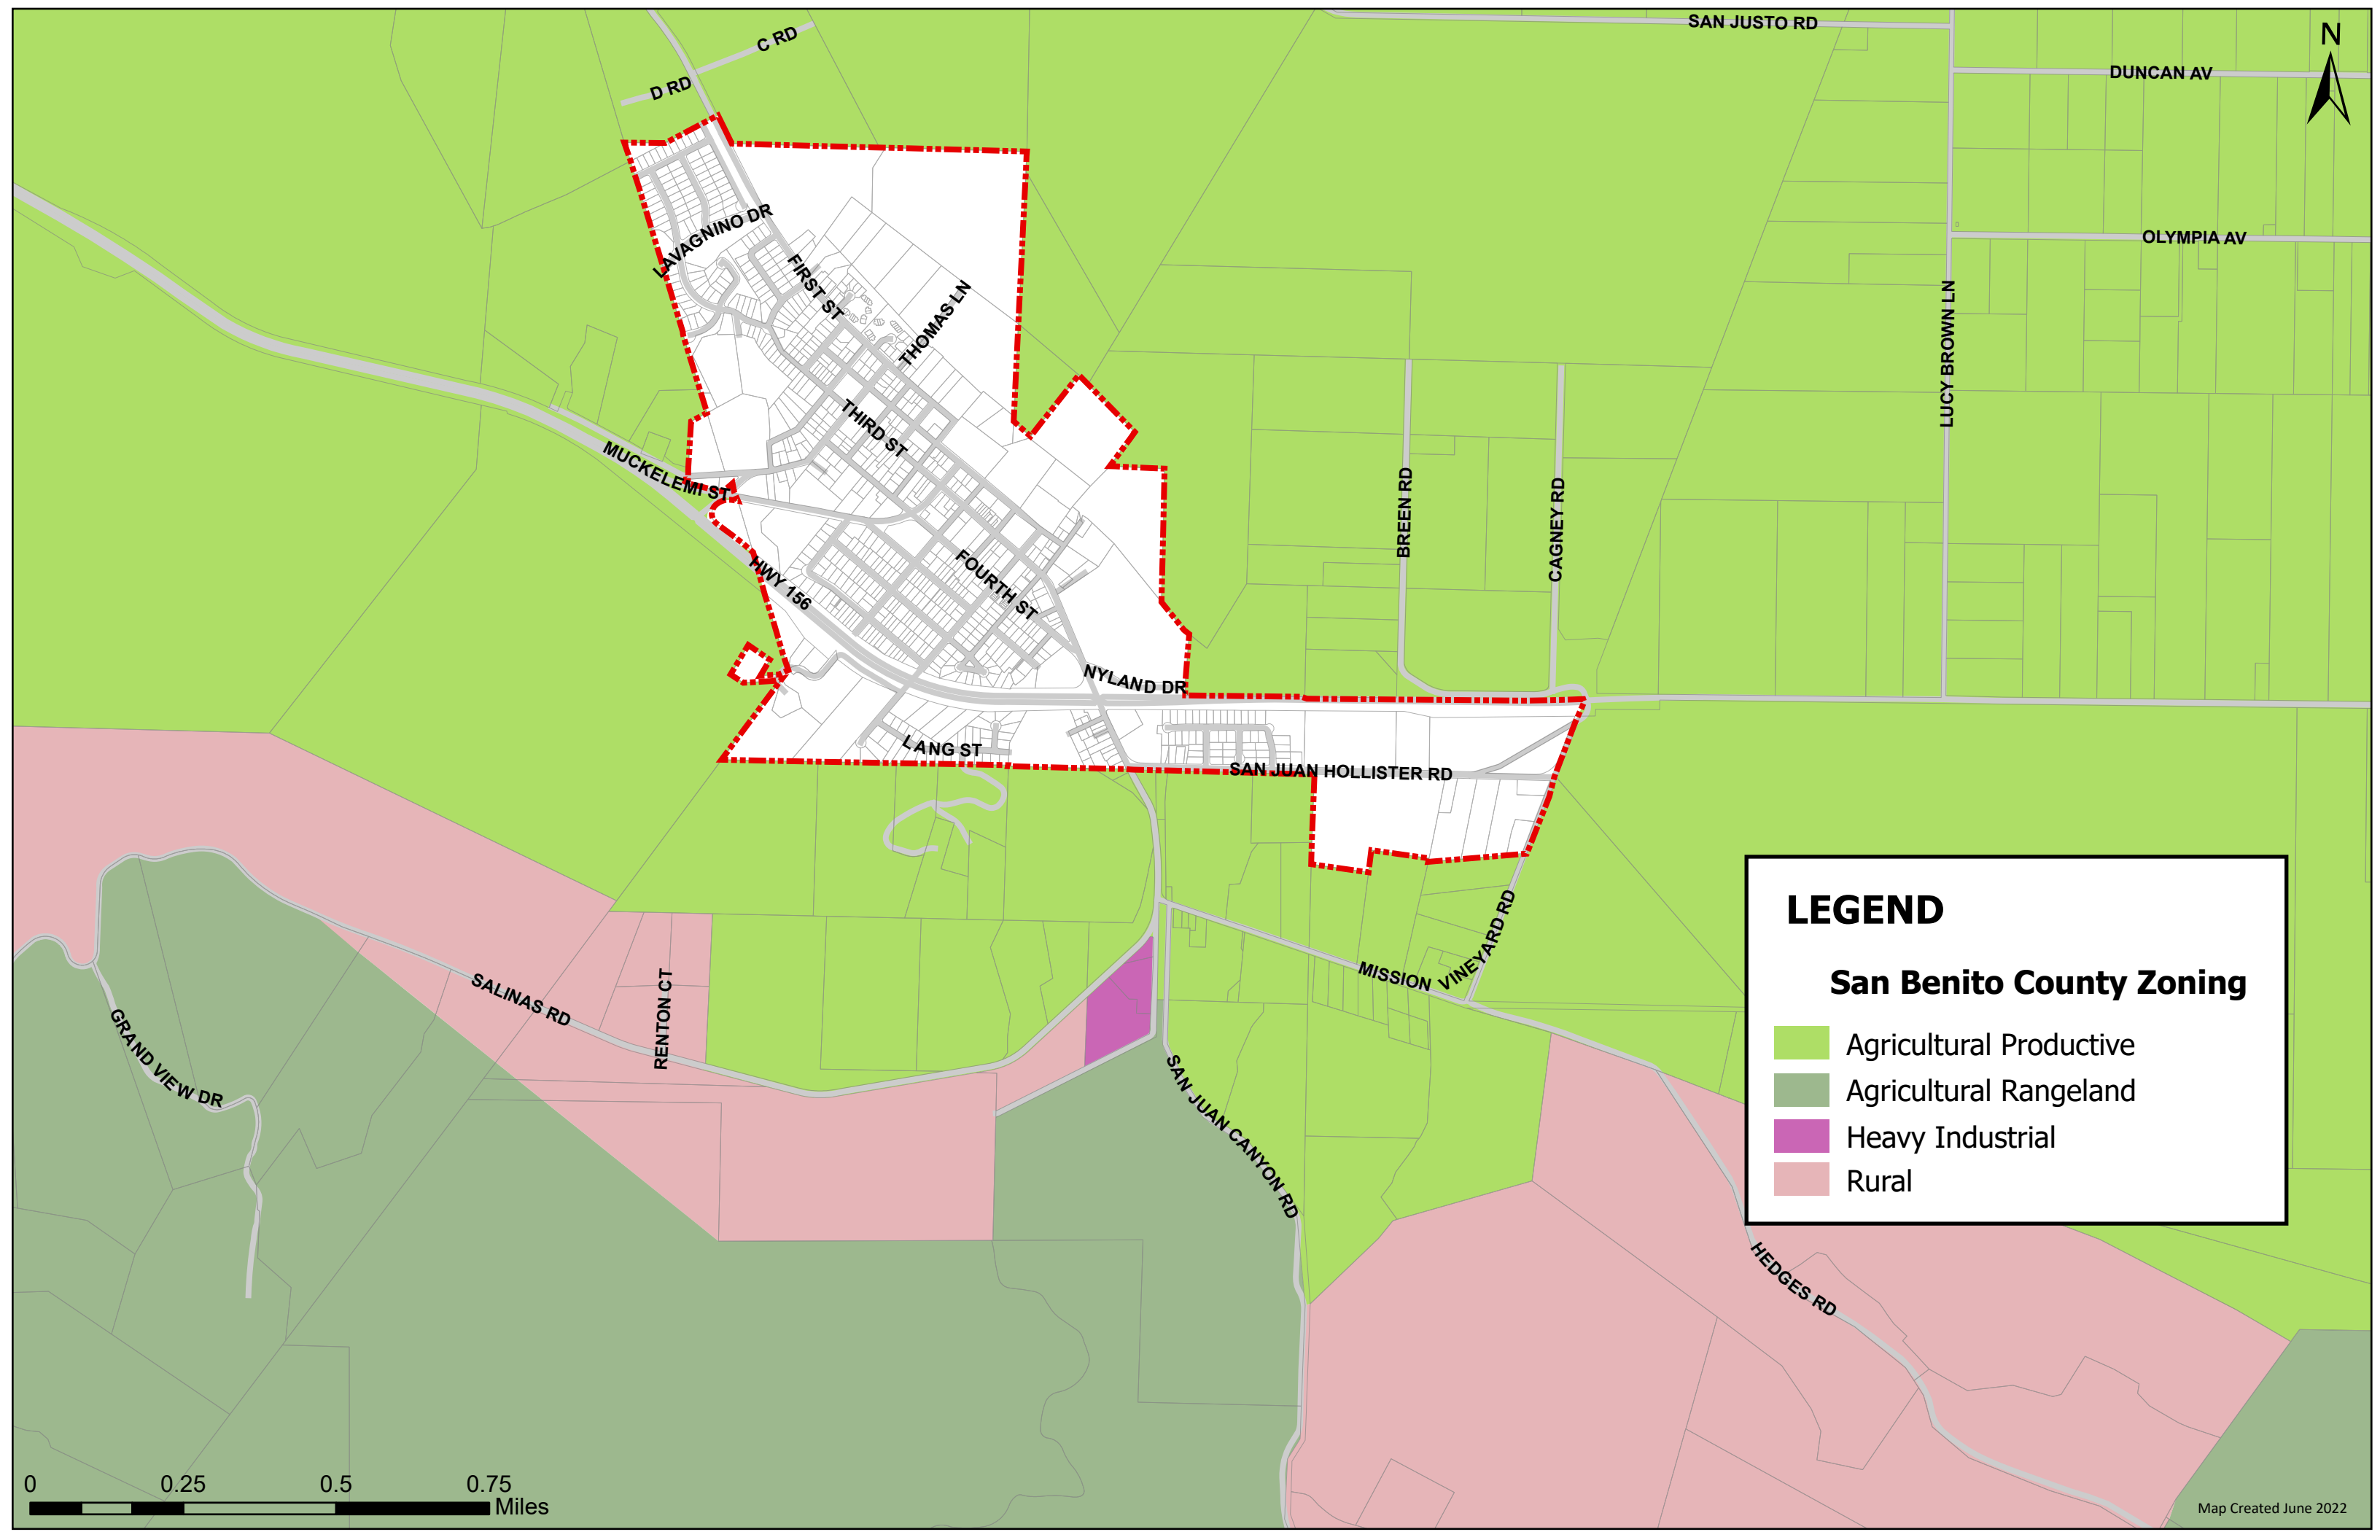 SAN JUSTO RD
N
C RD
DUNCAN AV
D RD
LAVAGNINO DR
OLYMPIA AV
FIRST ST
THOMAS LN
LUCY BROWN LN
THIRD ST
MUCKELEMI ST
BREEN RD
CAGNEY RD
HWY 156
FOURTH ST
NYLAND DR
LANG ST
SAN JUAN HOLLISTER RD
VINEYARD RD
MISSION
SALINAS RD
RENTON CT
GRAND VIEW DR
SAN JUAN CANYON RD
HEDGES RD
LEGEND
San Benito County Zoning
Agricultural Productive
Agricultural Rangeland
Heavy Industrial
Rural
0 0.25 0.5 0.75
Miles
Map Created June 2022